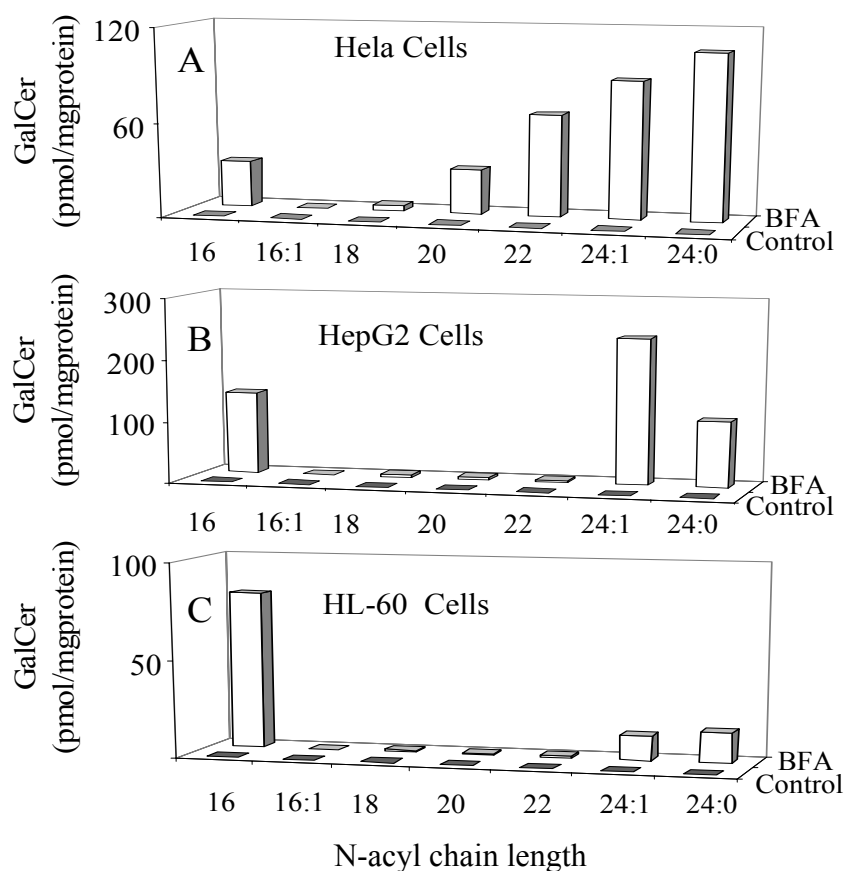 A
Hela Cells
GalCer
(pmol/mgprotein)
120
60
BFA
Control
16 16:1 18 20 22 24:1 24:0
B
HepG2 Cells
GalCer
(pmol/mgprotein)
300
200
100
BFA
Control
16 16:1 18 20 22 24:1 24:0
C
HL-60 Cells
GalCer
(pmol/mgprotein)
100
50
BFA
Control
16 16:1 18 20 22 24:1 24:0
N-acyl chain length